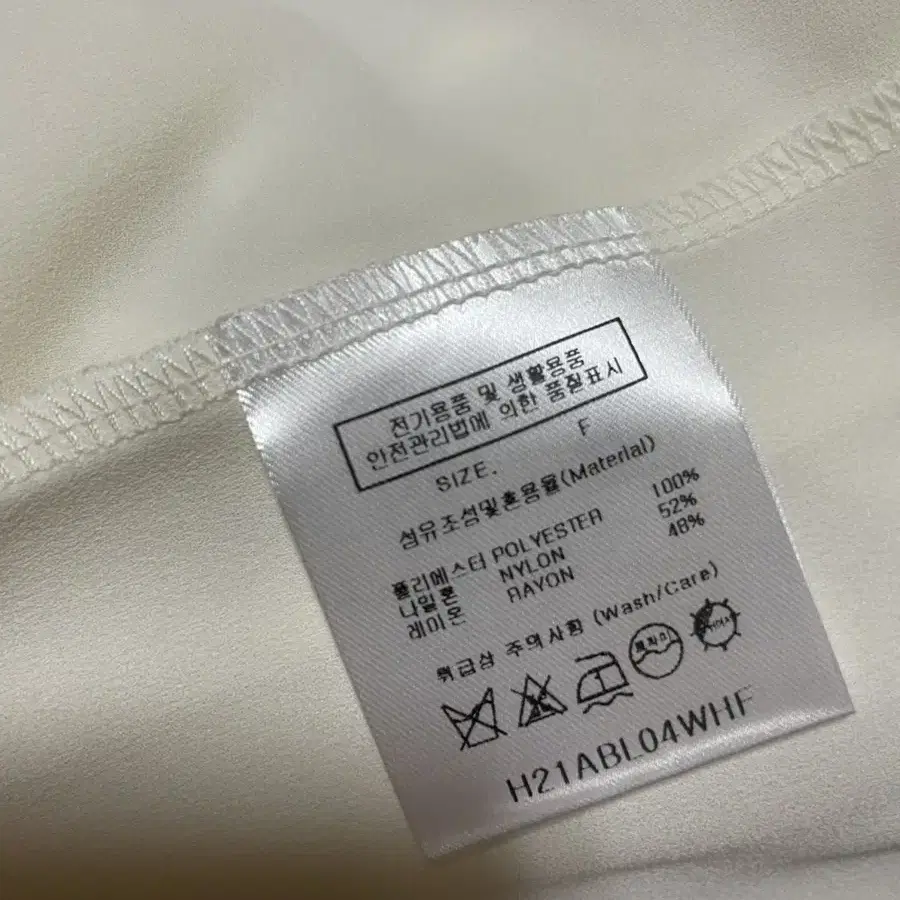 전기용품 및 생활용품
안전관리법에 의한 품질표시
SIZE. F
섬유조성및혼용율(Material)
폴리에스터 POLYESTER 100%
나일론 NYLON 52%
레이온 RAYON 48%
취급상 주의사항 (Wash/Care)
H21ABL04WHF